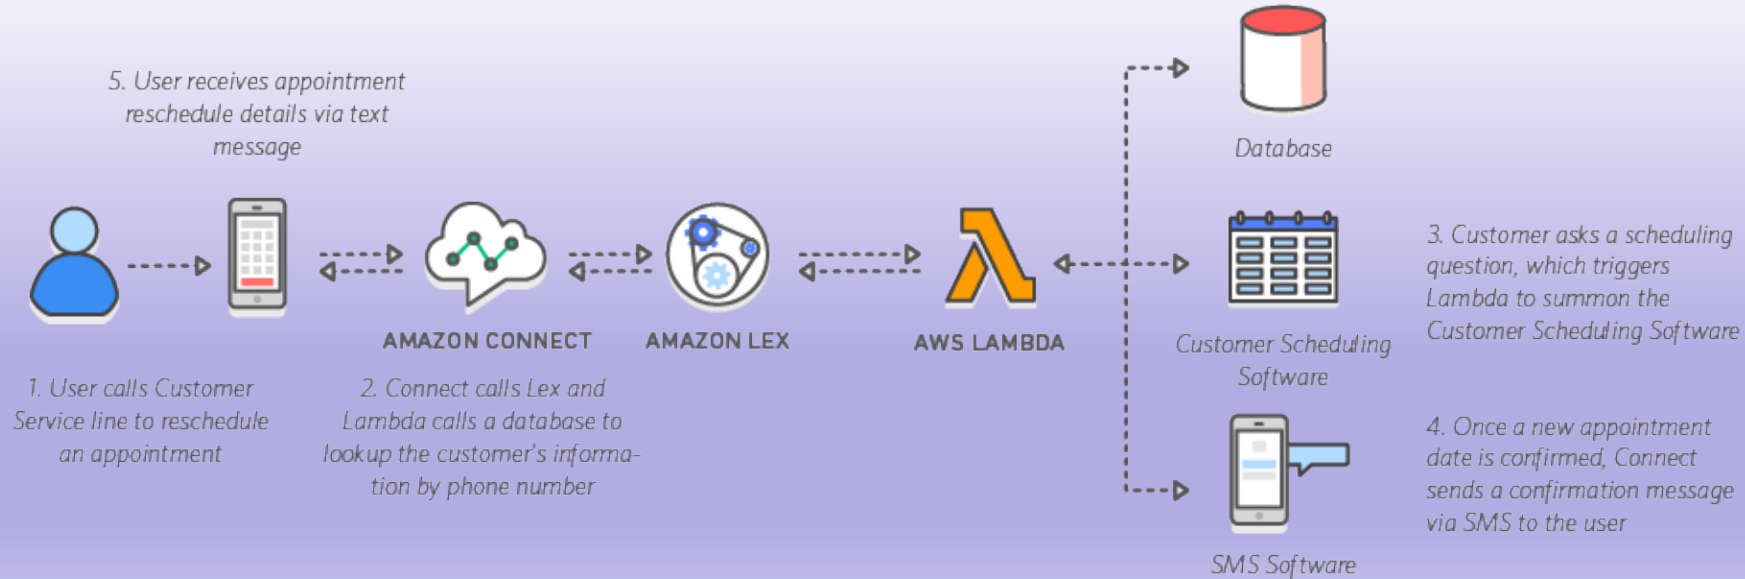 5. User receives appointment
reschedule details via text
message
Database
AMAZON CONNECT
AMAZON LEX
AWS LAMBDA
Customer Scheduling
Software
3. Customer asks a scheduling
question, which triggers
Lambda to summon the
Customer Scheduling Software
1. User calls Customer
Service line to reschedule
an appointment
2. Connect calls Lex and
Lambda calls a database to
lookup the customer's informa-
tion by phone number
4. Once a new appointment
date is confirmed, Connect
sends a confirmation message
via SMS to the user
SMS Software